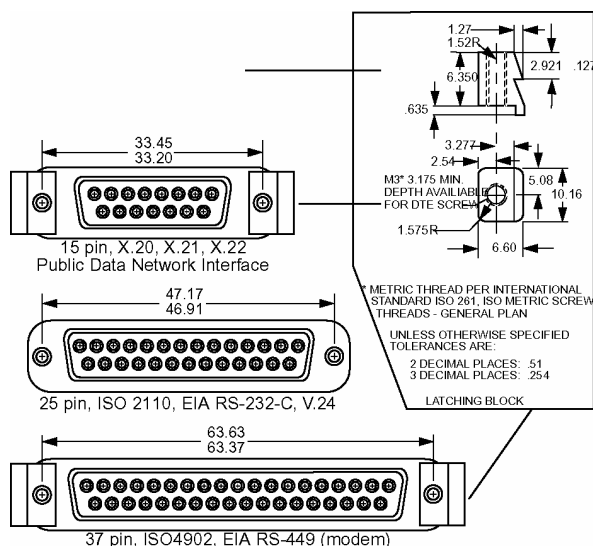 1.27
1.52R
2.921 .127
6.350
.635
33.45
33.20
3.277
2.54
M3* 3.175 MIN.
DEPTH AVAILIABLE
FOR DTE SCREW
5.08
10.16
1.575R
6.60
15 pin, X.20, X.21, X.22
Public Data Network Interface
* METRIC THREAD PER INTERNATIONAL
STANDARD ISO 261, ISO METRIC SCREW
THREADS - GENERAL PLAN
UNLESS OTHERWISE SPECIFIED
TOLERANCES ARE:
2 DECIMAL PLACES: .51
3 DECIMAL PLACES: .254
LATCHING BLOCK
47.17
46.91
25 pin, ISO 2110, EIA RS-232-C, V.24
63.63
63.37
37 pin, ISO4902, EIA RS-449 (modem)